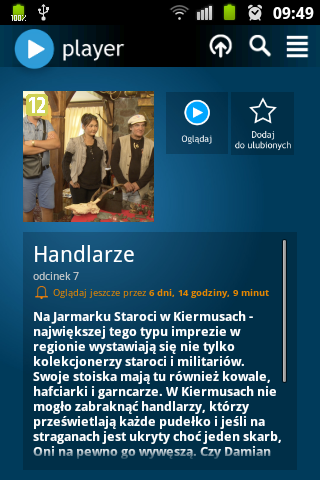 100%
09:49
player
12
Oglądaj
Dodaj
do ulubionych
Handlarze
odcinek 7
Oglądaj jeszcze przez 6 dni, 14 godziny, 9 minut
Na Jarmarku Staroci w Kiermusach -
największej tego typu imprezie w
regionie wystawiają się nie tylko
kolekcjonerzy staroci i militariów.
Swoje stoiska mają tu również kowale,
hafciarki i garncarze. W Kiermusach nie
mogło zabraknąć handlarzy, którzy
prześwietlają każde pudełko i jeśli na
straganach jest ukryty choć jeden skarb,
Oni na pewno go wywęszą. Czy Damian